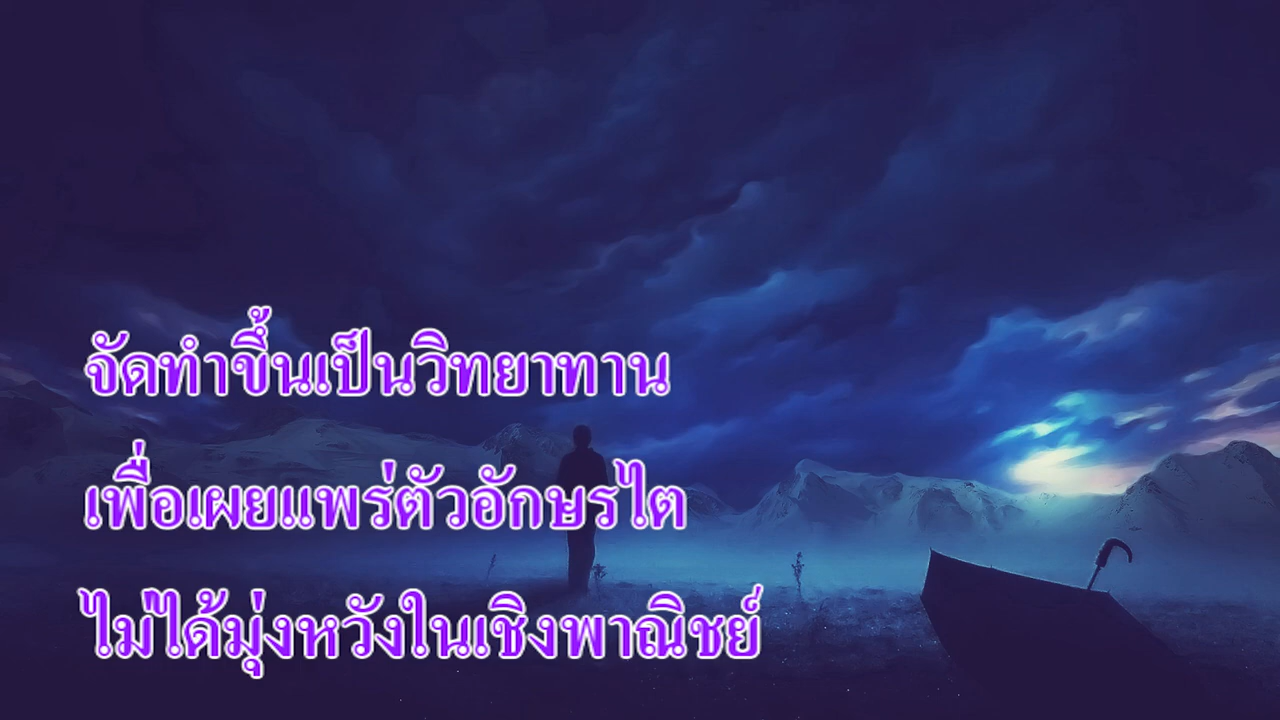 จัดทำขึ้นเป็นวิทยาทาน
เพื่อเผยแพร่ตัวอักษรไต
ไม่ได้มุ่งหวังในเชิงพาณิชย์